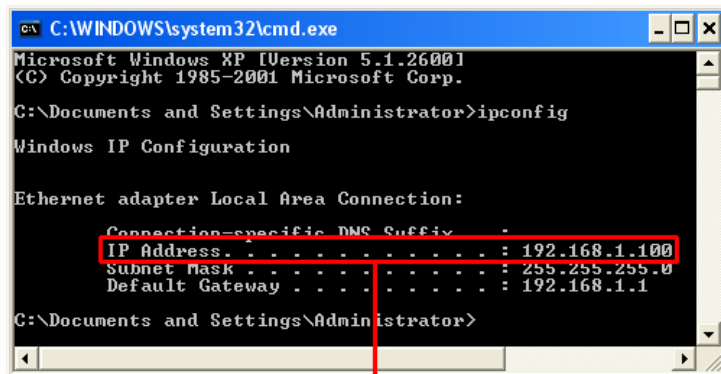 C:\WINDOWS\system32\cmd.exe
Microsoft Windows XP [Version 5.1.2600]
(C) Copyright 1985-2001 Microsoft Corp.
C:\Documents and Settings\Administrator>ipconfig
Windows IP Configuration
Ethernet adapter Local Area Connection:
Connection-specific DNS Suffix  . :
IP Address. . . . . . . . . . . . : 192.168.1.100
Subnet Mask . . . . . . . . . . . : 255.255.255.0
Default Gateway . . . . . . . . . : 192.168.1.1
C:\Documents and Settings\Administrator>